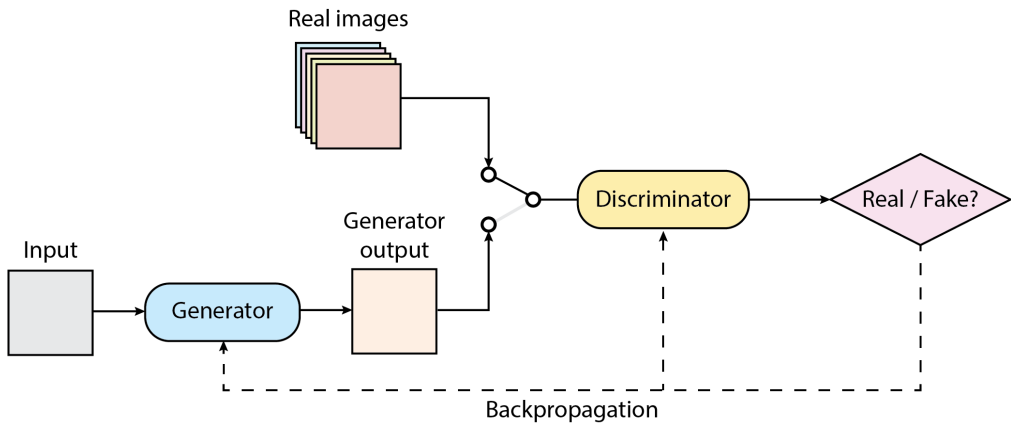 Real images
Generator
output
Input
Generator
Discriminator
Real / Fake?
Backpropagation